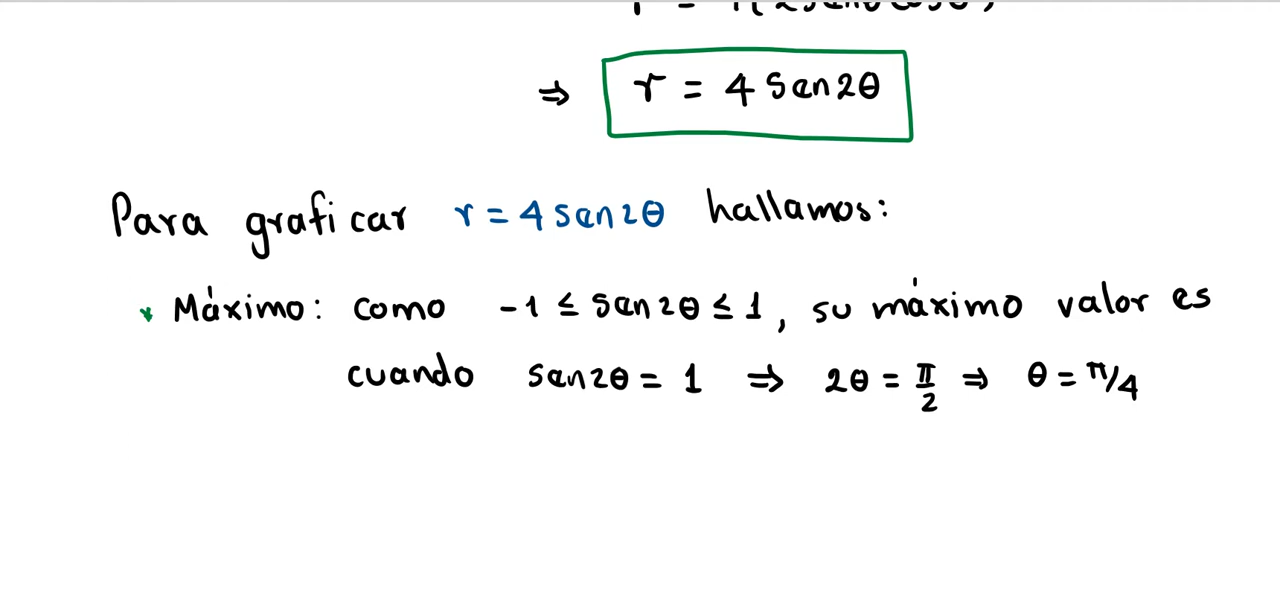 ⇒ r = 4 Sen2θ
Para graficar r = 4 sen2θ hallamos:
Máximo: como -1 ≤ sen2θ ≤ 1, su máximo valor es
cuando sen2θ = 1 ⇒ 2θ = π/2 ⇒ θ = π/4